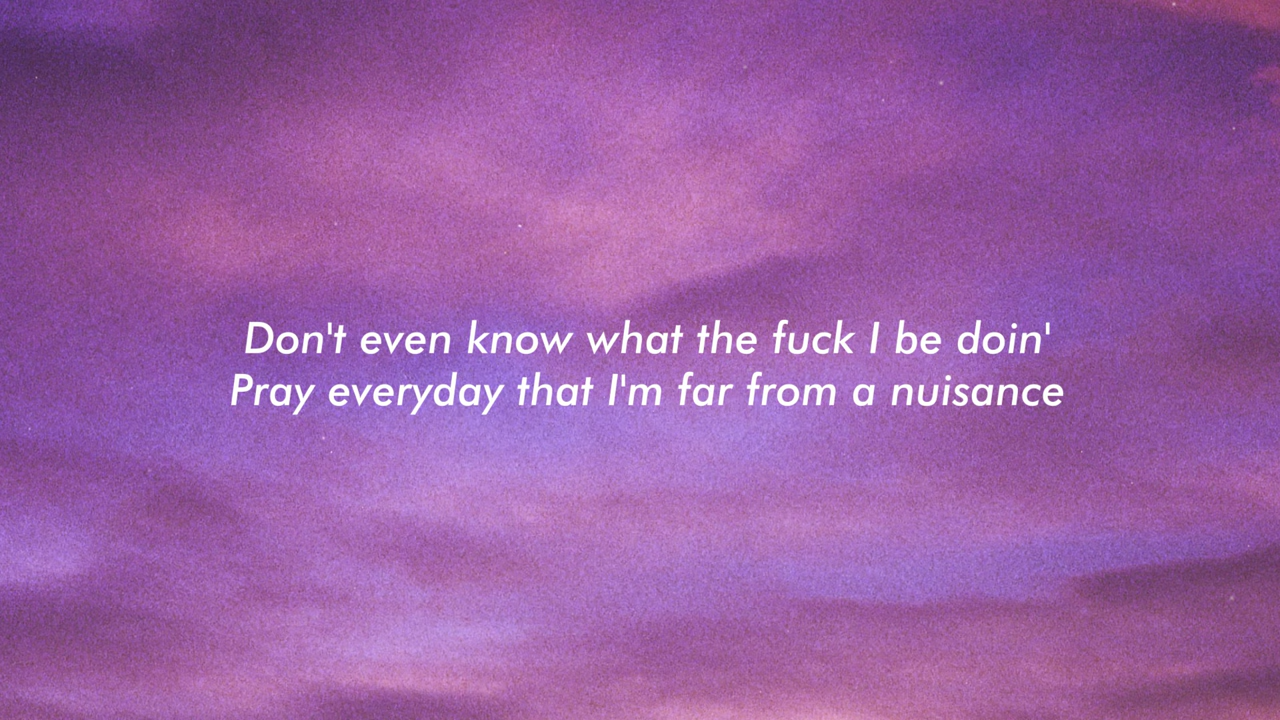 Don't even know what the fuck I be doin'
Pray everyday that I'm far from a nuisance